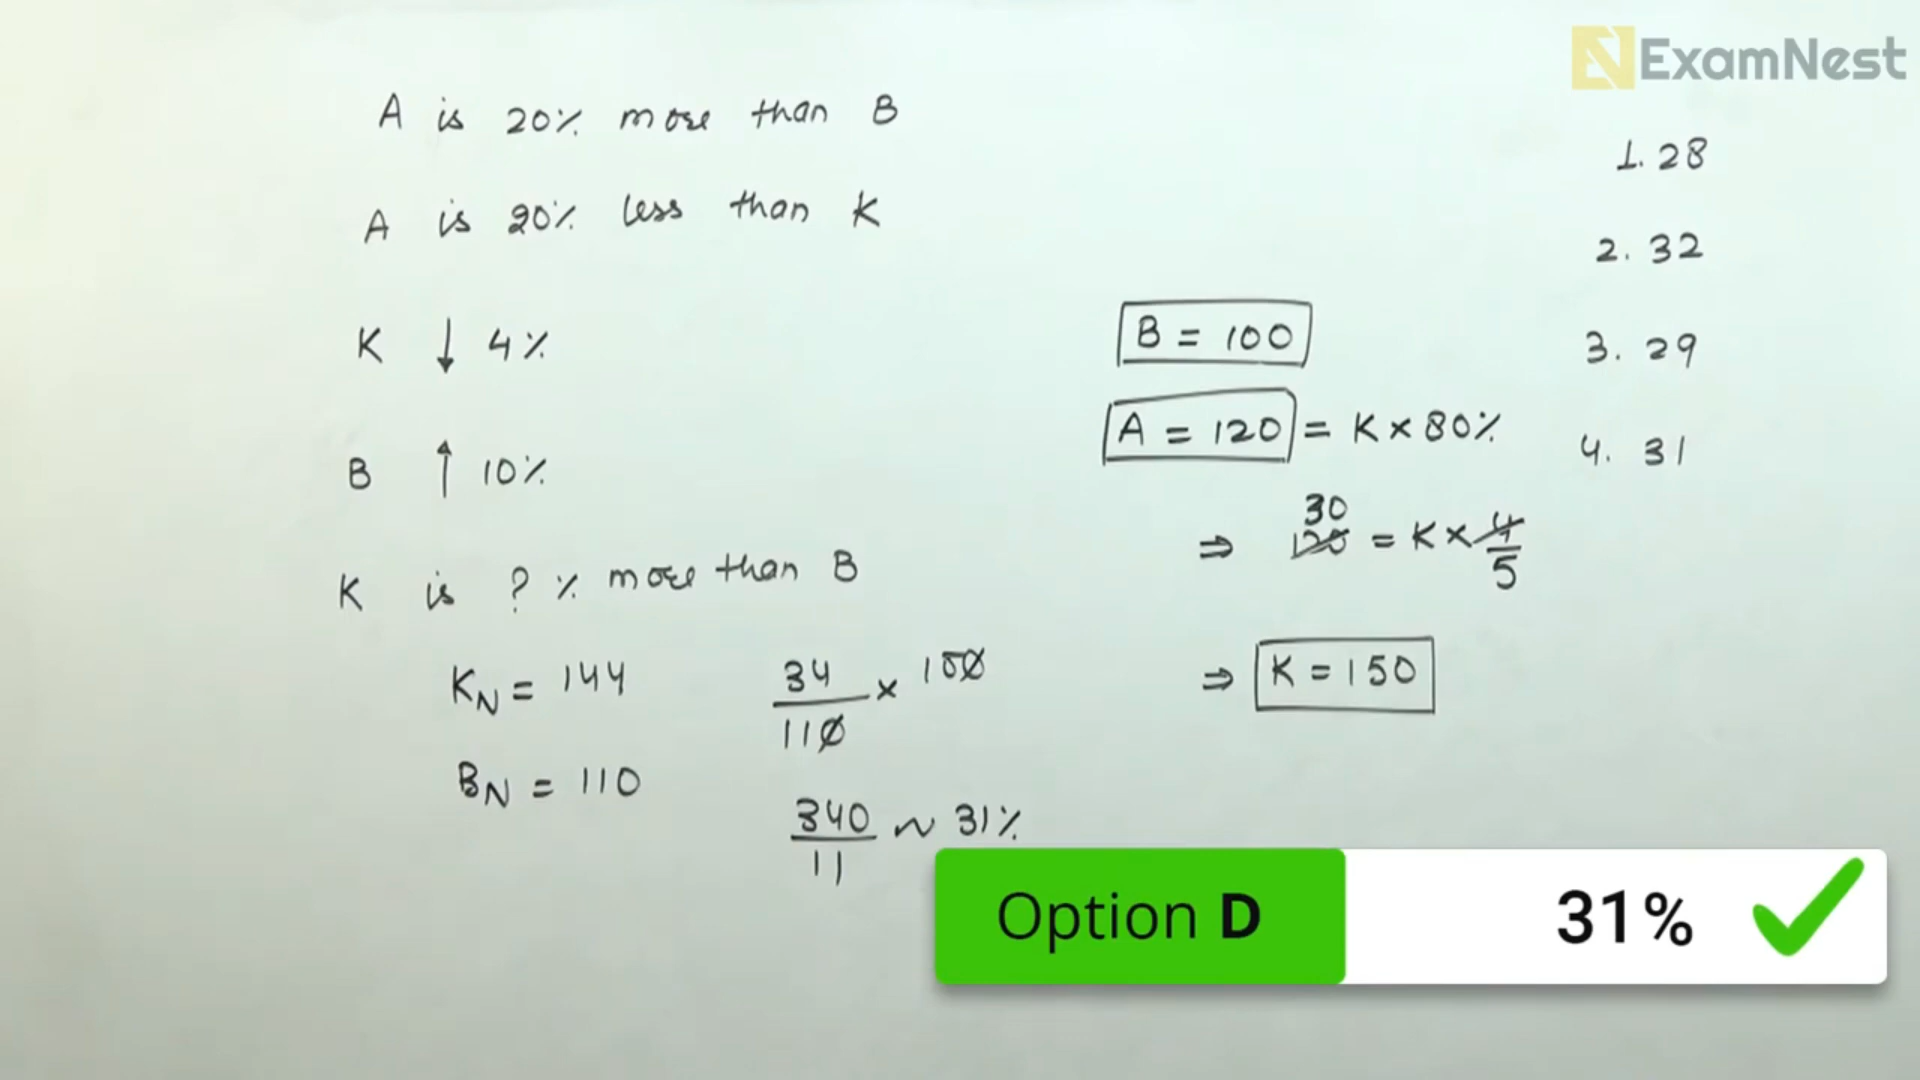 ExamNest
A is 20% more than B
A is 20% less than K
K ↓ 4%
B ↑ 10%
K is ? % more than B
K_N = 144
B_N = 110
34/110 × 100
340/11 ~ 31%
1. 28
2. 32
3. 29
4. 31
B = 100
A = 120 = K × 80%
⇒ 30
120 = K × 4/5
⇒ K = 150
Option D 31%